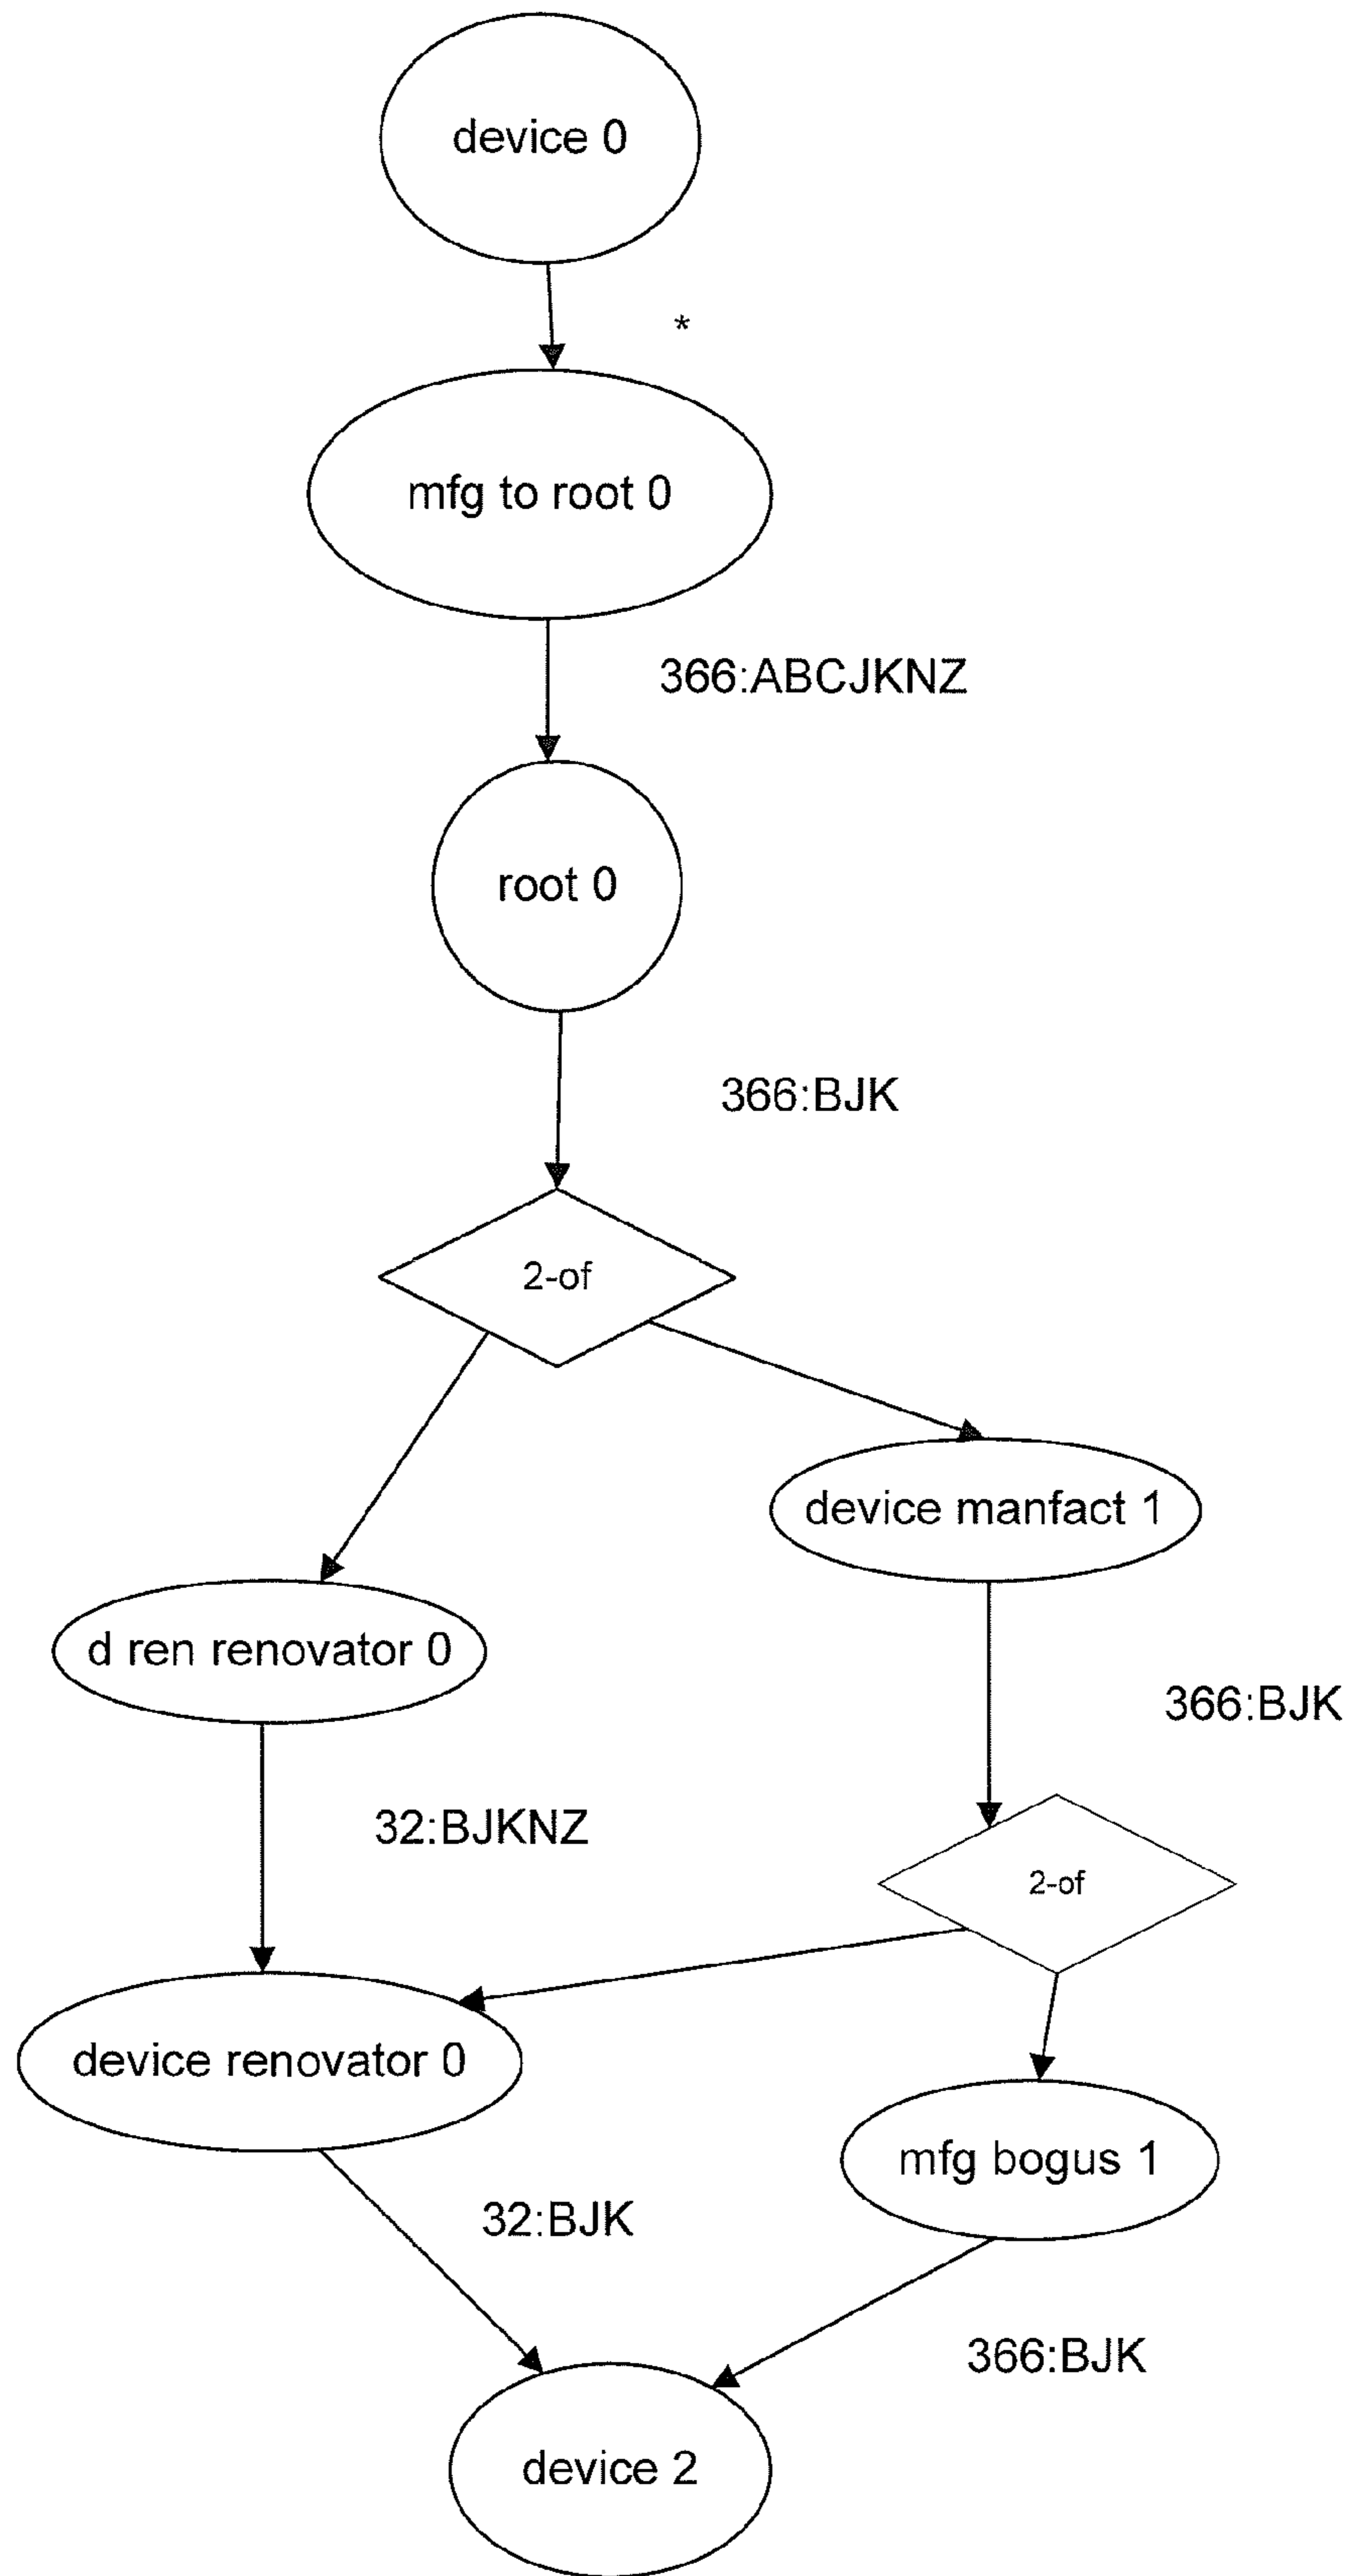 device 0
*
mfg to root 0
366:ABCJKNZ
root 0
366:BJK
2-of
device manfact 1
d ren renovator 0
366:BJK
32:BJKNZ
2-of
device renovator 0
mfg bogus 1
32:BJK
366:BJK
device 2